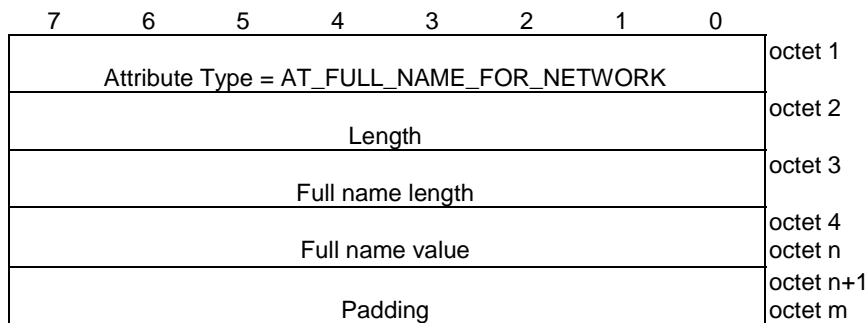 7 6 5 4 3 2 1 0
octet 1
Attribute Type = AT_FULL_NAME_FOR_NETWORK
octet 2
Length
octet 3
Full name length
octet 4
Full name value octet n
octet n+1
Padding octet m